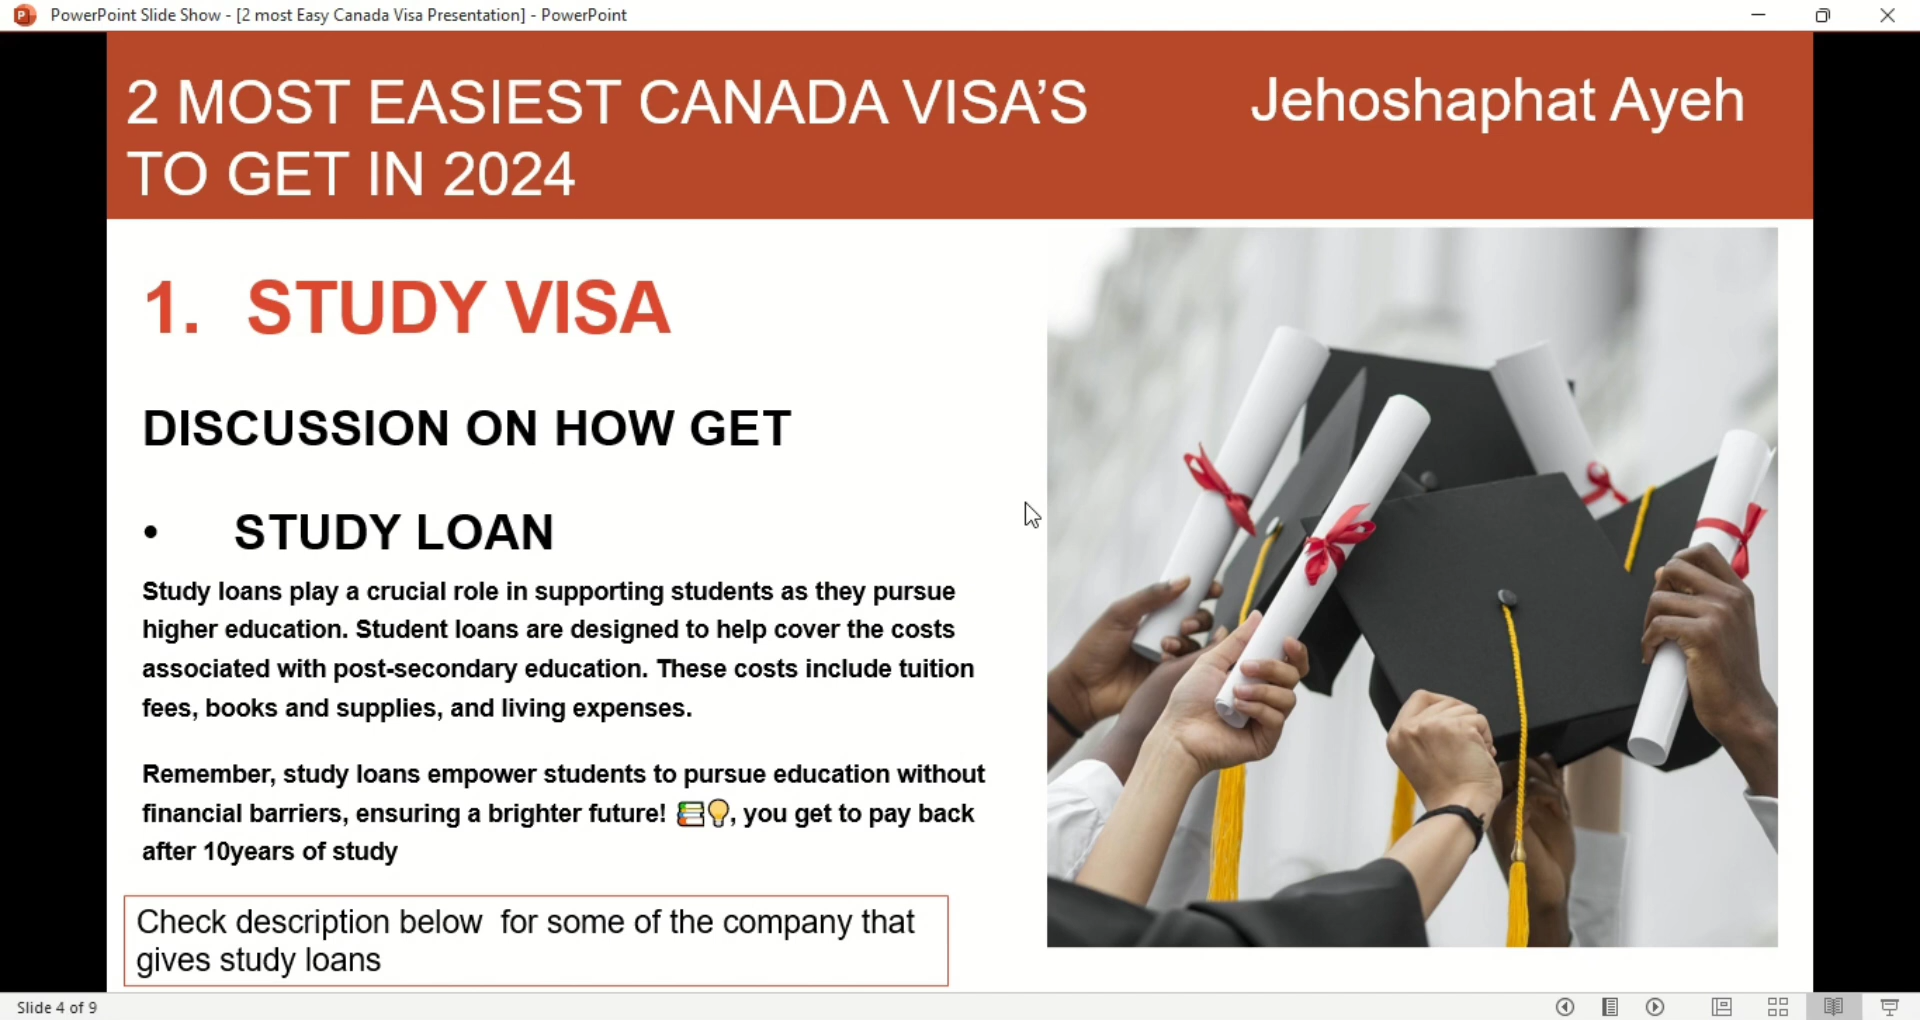 PowerPoint Slide Show - [2 most Easy Canada Visa Presentation] - PowerPoint
2 MOST EASIEST CANADA VISA’S
TO GET IN 2024
Jehoshaphat Ayeh
1. STUDY VISA
DISCUSSION ON HOW GET
• STUDY LOAN
Study loans play a crucial role in supporting students as they pursue
higher education. Student loans are designed to help cover the costs
associated with post-secondary education. These costs include tuition
fees, books and supplies, and living expenses.
Remember, study loans empower students to pursue education without
financial barriers, ensuring a brighter future! 📚💡, you get to pay back
after 10years of study
Check description below for some of the company that
gives study loans
Slide 4 of 9